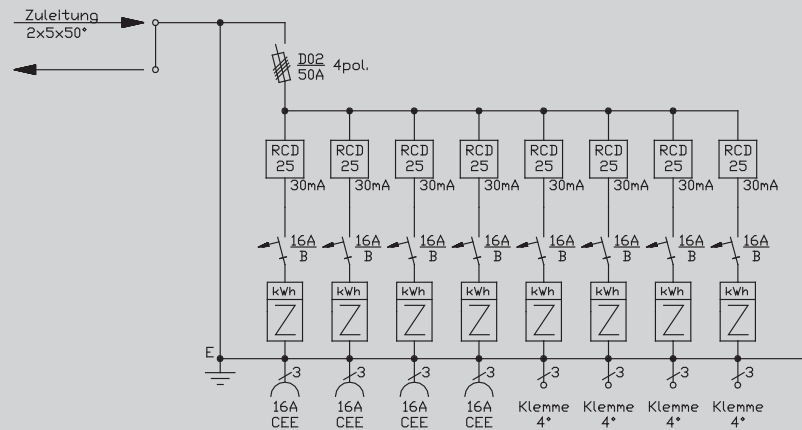 Zuleitung
2x5x50°
D02
50A 4pol.
RCD RCD RCD RCD RCD RCD RCD RCD
25 25 25 25 25 25 25 25
30mA 30mA 30mA 30mA 30mA 30mA 30mA 30mA
16A 16A 16A 16A 16A 16A 16A 16A
B B B B B B B B
kWh kWh kWh kWh kWh kWh kWh kWh
Z Z Z Z Z Z Z Z
E
3 3 3 3 3 3 3 3
16A 16A 16A 16A Klemme Klemme Klemme Klemme
CEE CEE CEE CEE 4° 4° 4° 4°